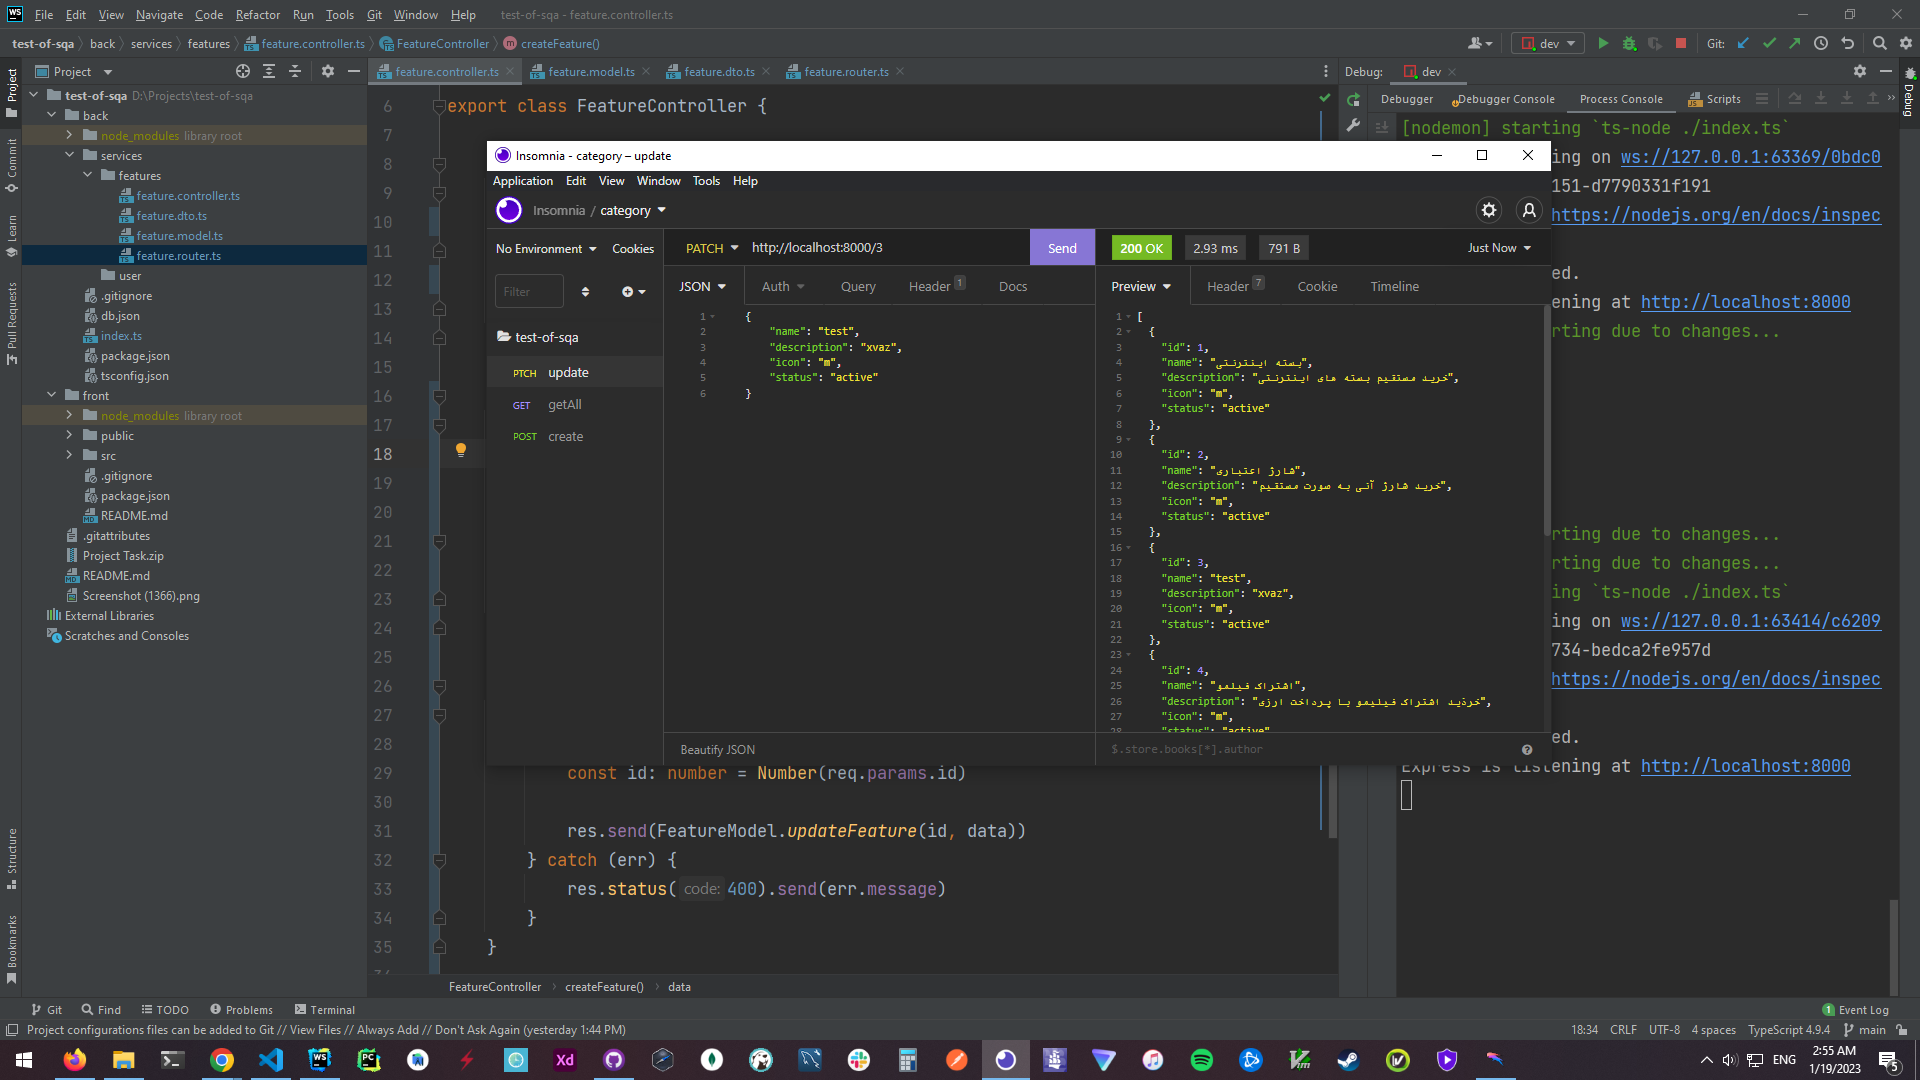 File Edit View Navigate Code Refactor Run Tools Git Window Help test-of-sqa - feature.controller.ts
test-of-sqa back services features feature.controller.ts FeatureController createFeature() dev Git:
Project feature.controller.ts feature.model.ts feature.dto.ts feature.router.ts Debug: dev
Debugger Debugger Console Process Console Scripts
Project
Commit
Learn
Pull Requests
Structure
Bookmarks
Debug
test-of-sqa D:\Projects\test-of-sqa
back
node_modules library root
services
features
feature.controller.ts
feature.dto.ts
feature.model.ts
feature.router.ts
user
.gitignore
db.json
index.ts
package.json
tsconfig.json
front
node_modules library root
public
src
.gitignore
package.json
README.md
.gitattributes
Project Task.zip
README.md
Screenshot (1366).png
External Libraries
Scratches and Consoles
6 export class FeatureController {
7
8
9
10
11
12
13
14
15
16
17
18
19
20
21
22
23
24
25
26
27
28
29 const id: number = Number(req.params.id)
30
31 res.send(FeatureModel.updateFeature(id, data))
32 } catch (err) {
33 res.status( code: 400).send(err.message)
34 }
35 }
FeatureController createFeature() data
Insomnia - category – update
Application Edit View Window Tools Help
Insomnia / category
No Environment Cookies
Filter
test-of-sqa
PTCH update
GET getAll
POST create
PATCH http://localhost:8000/3 Send
JSON Auth Query Header 1 Docs
1 {
2 "name": "test",
3 "description": "xvaz",
4 "icon": "m",
5 "status": "active"
6 }
Beautify JSON
200 OK 2.93 ms 791 B Just Now
Preview Header 7 Cookie Timeline
1 [
2 {
3 "id": 1,
4 "name": "بسته اینترنتی",
5 "description": "خرید مستقیم بسته های اینترنتی",
6 "icon": "m",
7 "status": "active"
8 },
9 {
10 "id": 2,
11 "name": "شارژ اعتباری",
12 "description": "خرید شارژ آنی به صورت مستقیم",
13 "icon": "m",
14 "status": "active"
15 },
16 {
17 "id": 3,
18 "name": "test",
19 "description": "xvaz",
20 "icon": "m",
21 "status": "active"
22 },
23 {
24 "id": 4,
25 "name": "اشتراک فیلمو",
26 "description": "خردید اشتراک فیلیمو با پرداخت ارزی",
27 "icon": "m",
28 "status": "active"
$.store.books[*].author
[nodemon] starting `ts-node ./index.ts`
ing on ws://127.0.0.1:63369/0bdc0
151-d7790331f191
https://nodejs.org/en/docs/inspec
ed.
ening at http://localhost:8000
rting due to changes...
rting due to changes...
rting due to changes...
ing `ts-node ./index.ts`
ing on ws://127.0.0.1:63414/c6209
734-bedca2fe957d
https://nodejs.org/en/docs/inspec
ed.
Express is listening at http://localhost:8000
Git Find TODO Problems Terminal 1 Event Log
Project configurations files can be added to Git // View Files // Always Add // Don't Ask Again (yesterday 1:44 PM) 18:34 CRLF UTF-8 4 spaces TypeScript 4.9.4 main
ENG 2:55 AM
1/19/2023 5